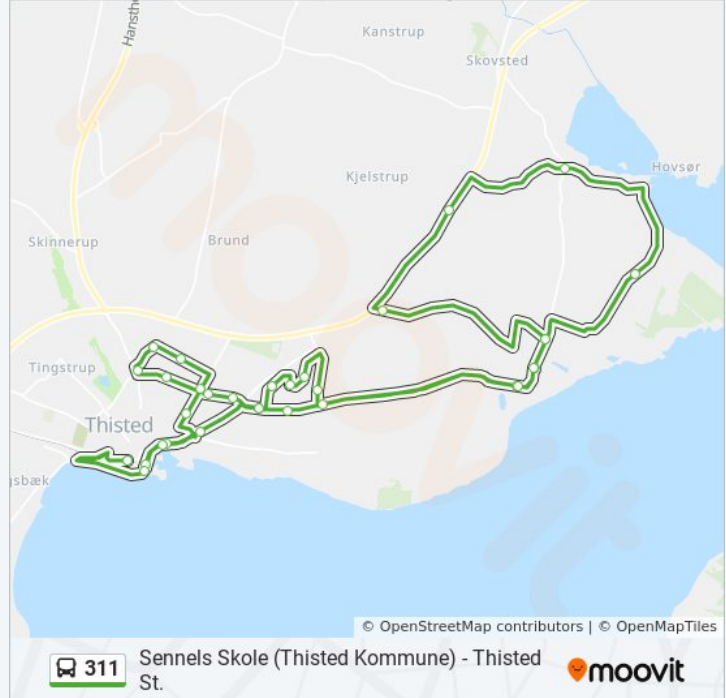 Hansth
Kanstrup
Skovsted
Hovsør
Kjelstrup
Skinnerup
Brund
Tingstrup
Thisted
gsbæk
moovit
© OpenStreetMap contributors | © OpenMapTiles
311
Sennels Skole (Thisted Kommune) - Thisted
St.
moovit